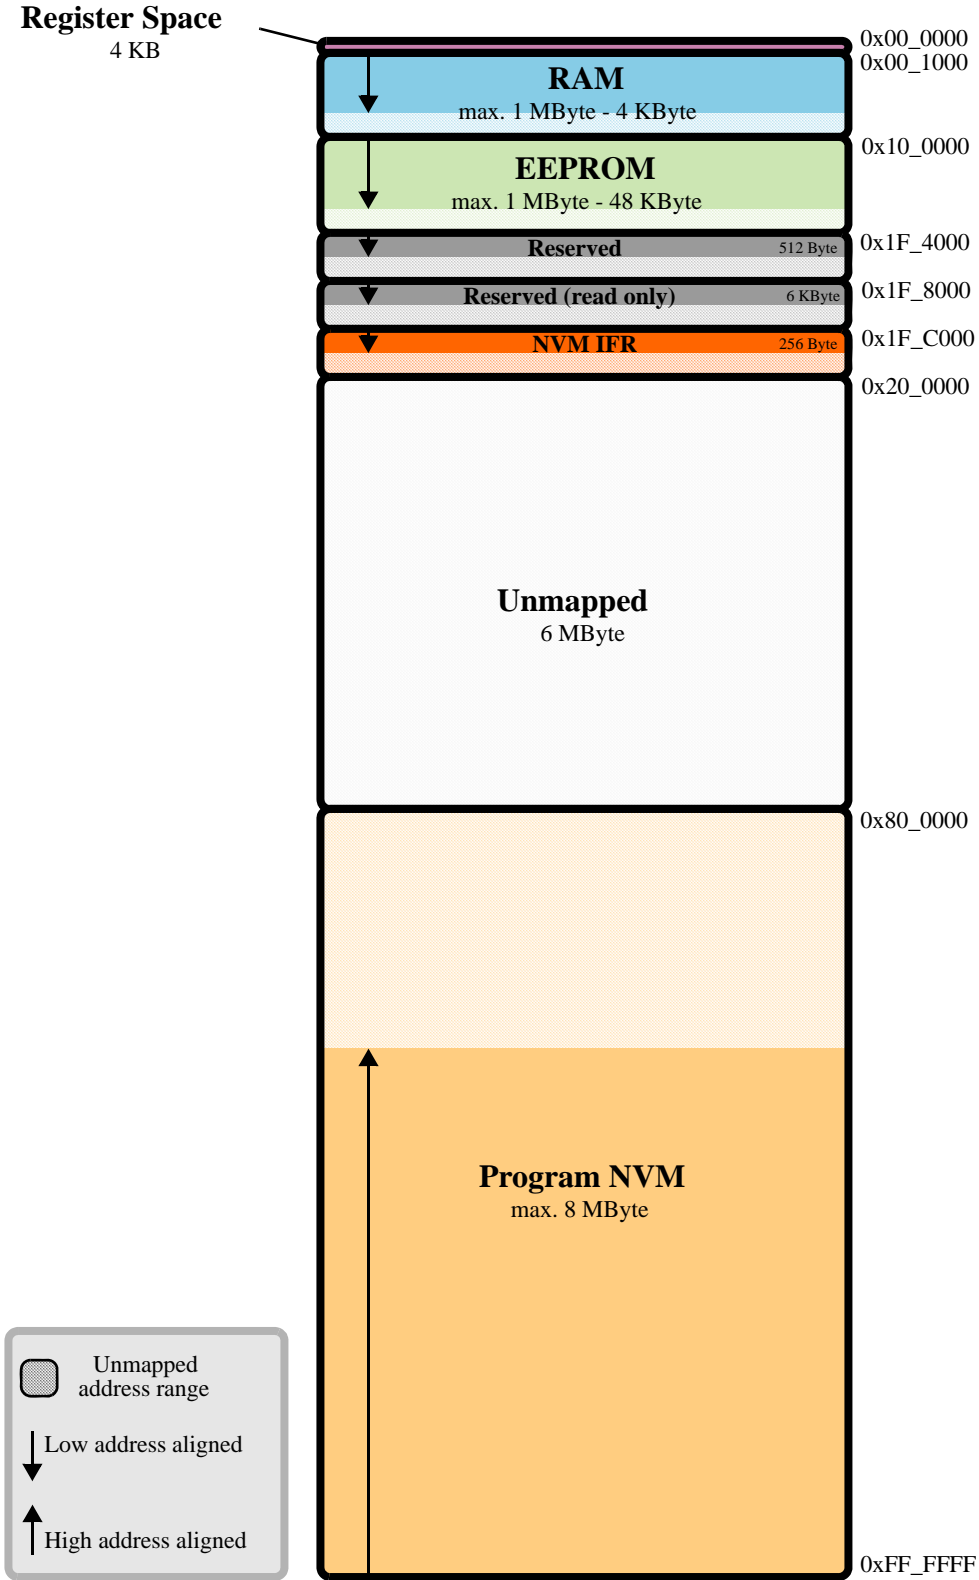 Register Space
4 KB
0x00_0000
0x00_1000
RAM
max. 1 MByte - 4 KByte
0x10_0000
EEPROM
max. 1 MByte - 48 KByte
0x1F_4000
Reserved
512 Byte
0x1F_8000
Reserved (read only)
6 KByte
0x1F_C000
NVM IFR
256 Byte
0x20_0000
Unmapped
6 MByte
0x80_0000
Program NVM
max. 8 MByte
Unmapped
address range
Low address aligned
High address aligned
0xFF_FFFF